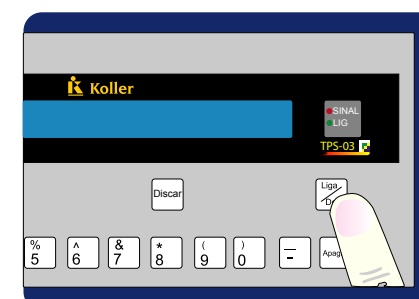 Koller
SINAL
LIG
TPS-03
Discar
Liga
% ^ & * ( ) _
5 6 7 8 9 0 -